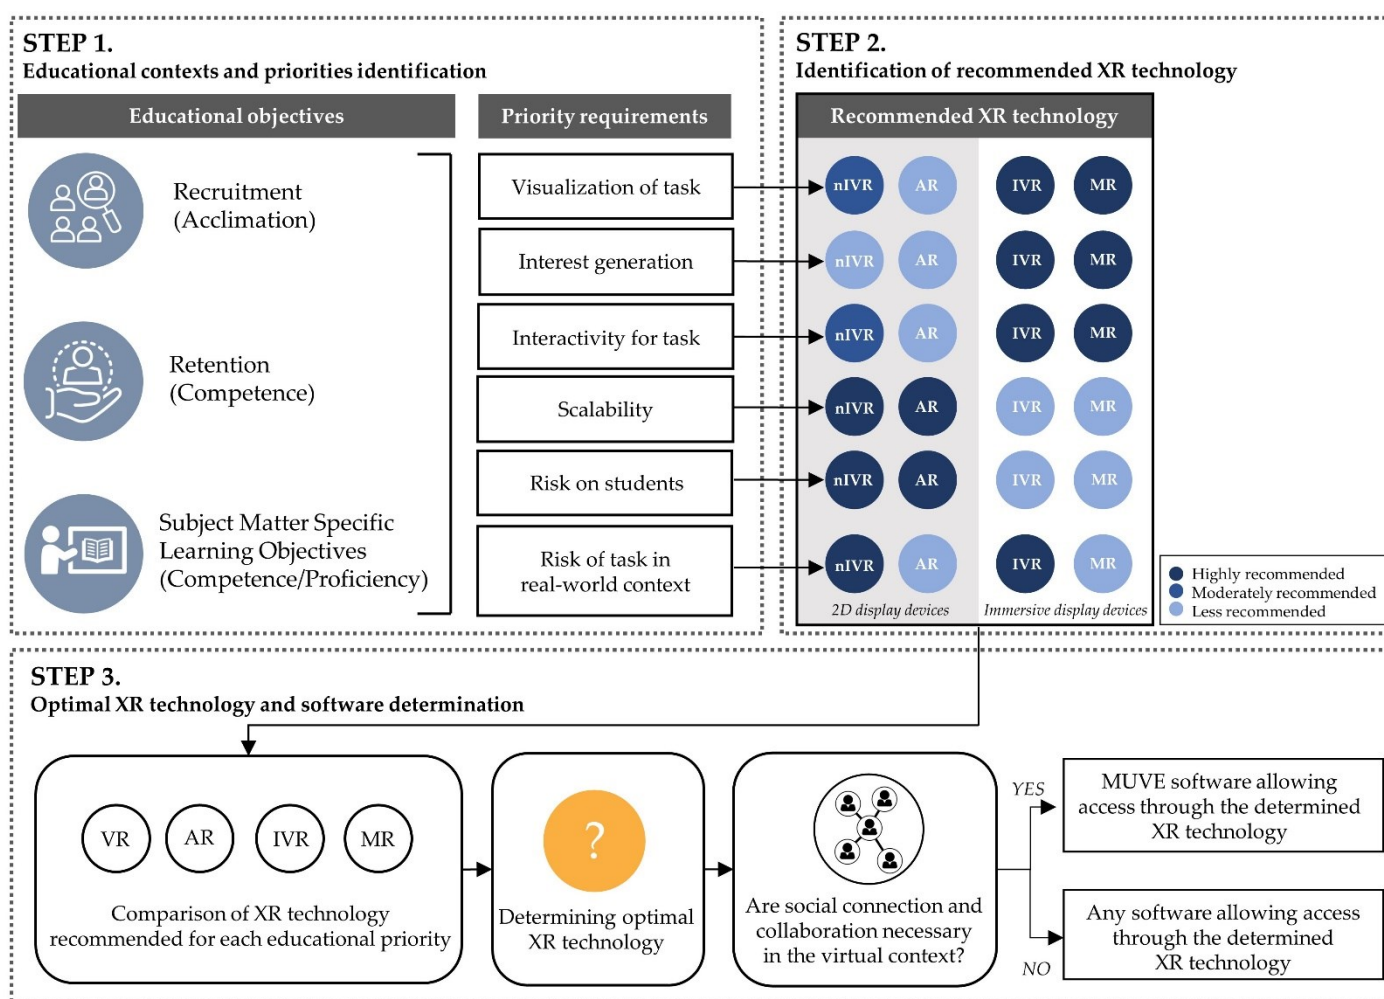 STEP 1.
Educational contexts and priorities identification
Educational objectives
Priority requirements
Recruitment
(Acclimation)
Retention
(Competence)
Subject Matter Specific
Learning Objectives
(Competence/Proficiency)
Visualization of task
Interest generation
Interactivity for task
Scalability
Risk on students
Risk of task in
real-world context
STEP 2.
Identification of recommended XR technology
Recommended XR technology
nIVR AR IVR MR
nIVR AR IVR MR
nIVR AR IVR MR
nIVR AR IVR MR
nIVR AR IVR MR
nIVR AR IVR MR
2D display devices
Immersive display devices
Highly recommended
Moderately recommended
Less recommended
STEP 3.
Optimal XR technology and software determination
VR AR IVR MR
Comparison of XR technology
recommended for each educational priority
?
Determining optimal
XR technology
Are social connection and
collaboration necessary
in the virtual context?
YES
MUVE software allowing
access through the determined
XR technology
NO
Any software allowing access
through the determined
XR technology